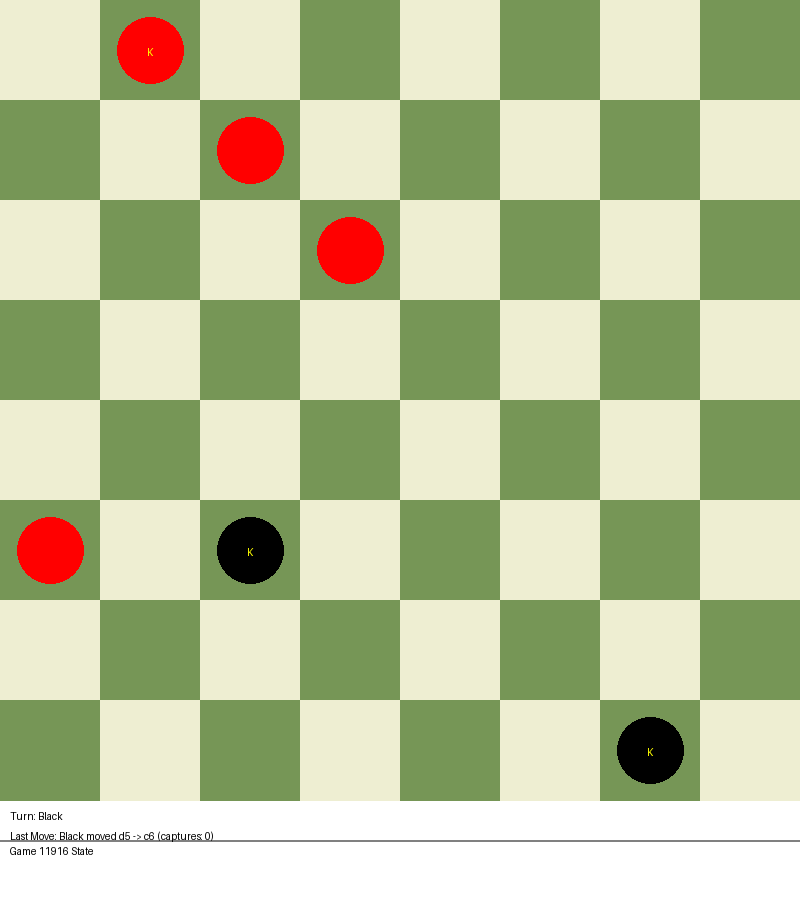 K
K
K
Turn: Black
Last Move: Black moved d5 -> c6 (captures: 0)
Game 11916 State